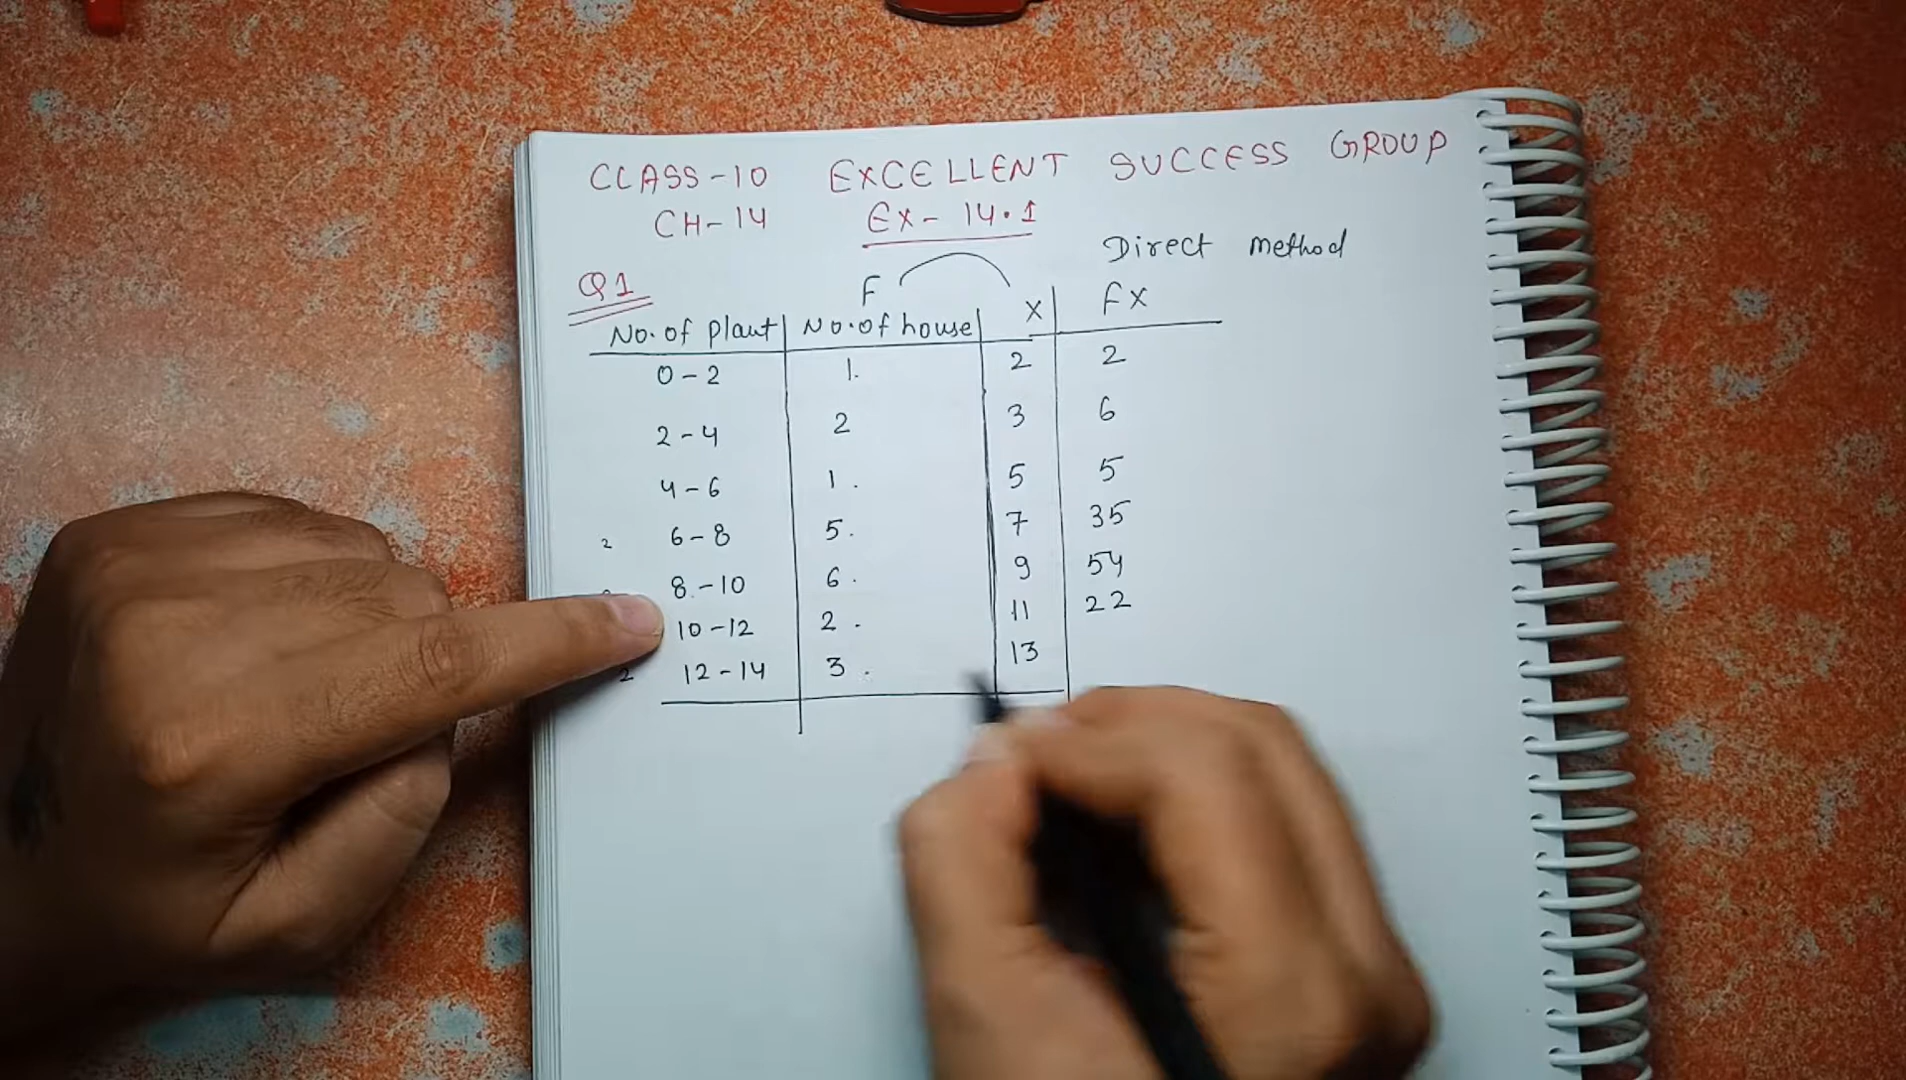 CLASS-10 EXCELLENT SUCCESS GROUP
CH-14 EX-14.1
Direct method
Q1
F
No. of plant No. of house X FX
0-2 1. 2 2
2-4 2 3 6
4-6 1. 5 5
2 6-8 5. 7 35
8.-10 6. 9 54
10-12 2. 11 22
2 12-14 3. 13